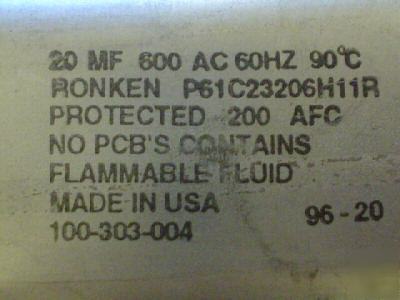 20 MF 600 AC 60HZ 90°C
RONKEN P61C23206H11R
PROTECTED 200 AFC
NO PCB'S CONTAINS
FLAMMABLE FLUID
MADE IN USA
96-20
100-303-004